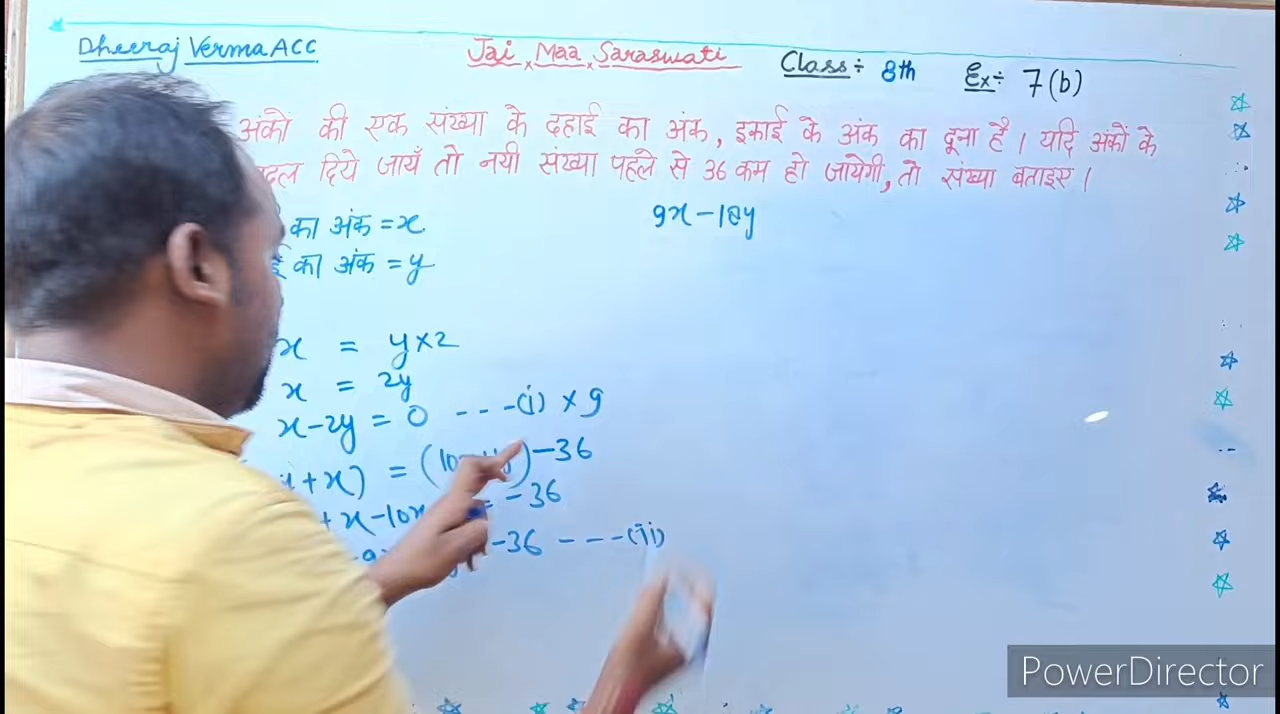 Dheeraj Verma ACC
Jai Maa Saraswati
Class÷ 8th
Ex÷ 7(b)
अंको की एक संख्या के दहाई का अंक, इकाई के अंक का दूना है। यदि अंकों के
दिये जायँ तो नयी संख्या पहले से 36 कम हो जायेगी, तो संख्या बताइए।
का अंक = x
का अंक = y
9x - 18y
x = y×2
x = 2y
x-2y = 0 ---(i) × 9
+x) = (10 -36
+x-10x = -36
-36 ---(ii)
PowerDirector